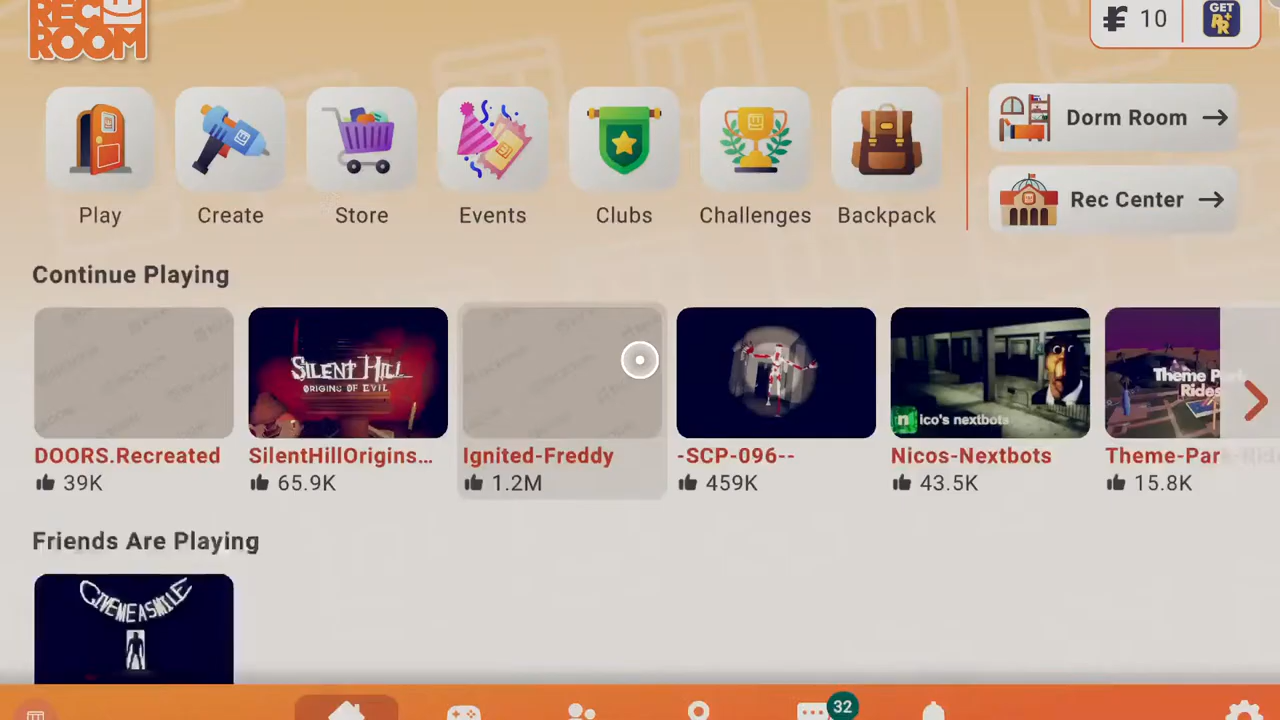 REC
ROOM
10
GET
RR+
Play
Create
Store
Events
Clubs
Challenges
Backpack
Dorm Room
Rec Center
Continue Playing
SILENT HILL
ORIGINS OF EVIL
n ico's nextbots
Theme Par
Rides
DOORS.Recreated
SilentHillOrigins...
Ignited-Freddy
-SCP-096--
Nicos-Nextbots
Theme-Par
39K
65.9K
1.2M
459K
43.5K
15.8K
Friends Are Playing
GIVEMEASMILE
32